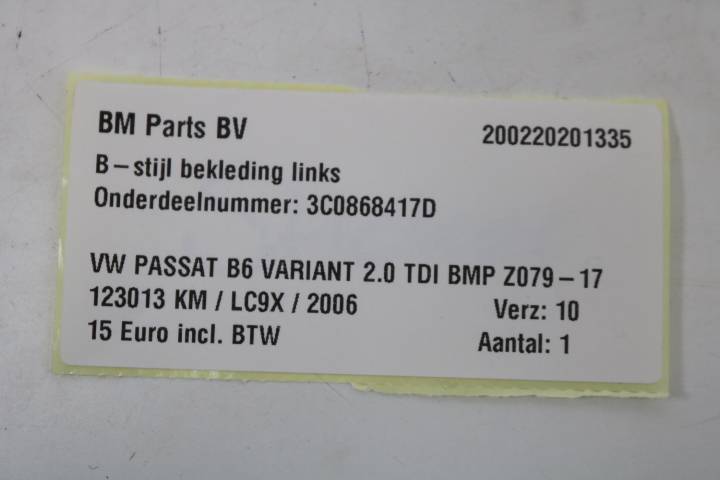 BM Parts BV 200220201335
B-stijl bekleding links
Onderdeelnummer: 3C0868417D
VW PASSAT B6 VARIANT 2.0 TDI BMP Z079-17
123013 KM / LC9X / 2006 Verz: 10
15 Euro incl. BTW Aantal: 1